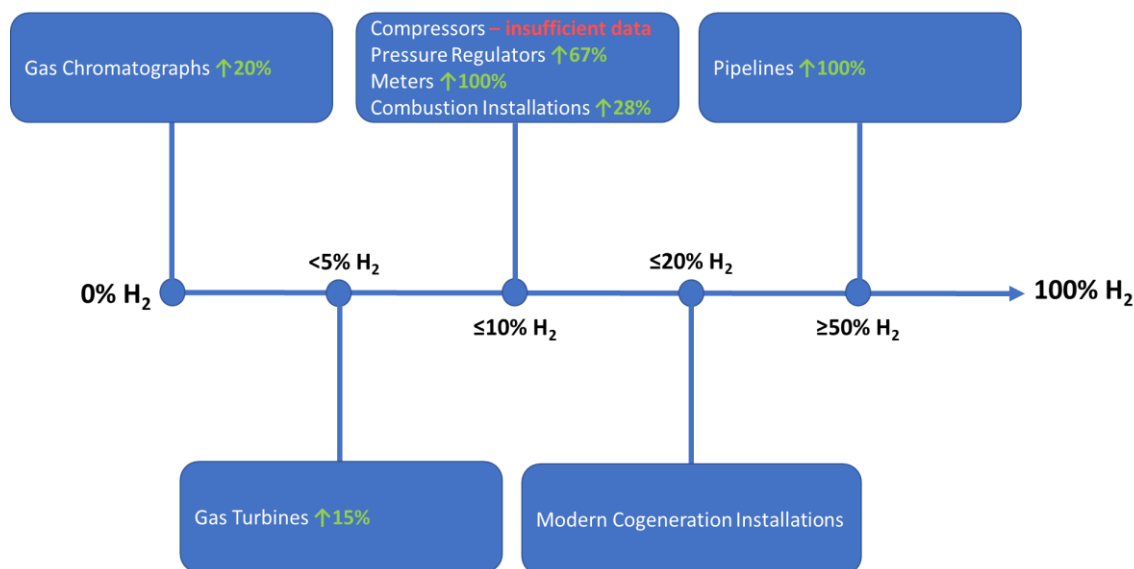 Gas Chromatographs ↑20%
Compressors – insufficient data
Pressure Regulators ↑67%
Meters ↑100%
Combustion Installations ↑28%
Pipelines ↑100%
0% H₂
<5% H₂
≤10% H₂
≤20% H₂
≥50% H₂
100% H₂
Gas Turbines ↑15%
Modern Cogeneration Installations